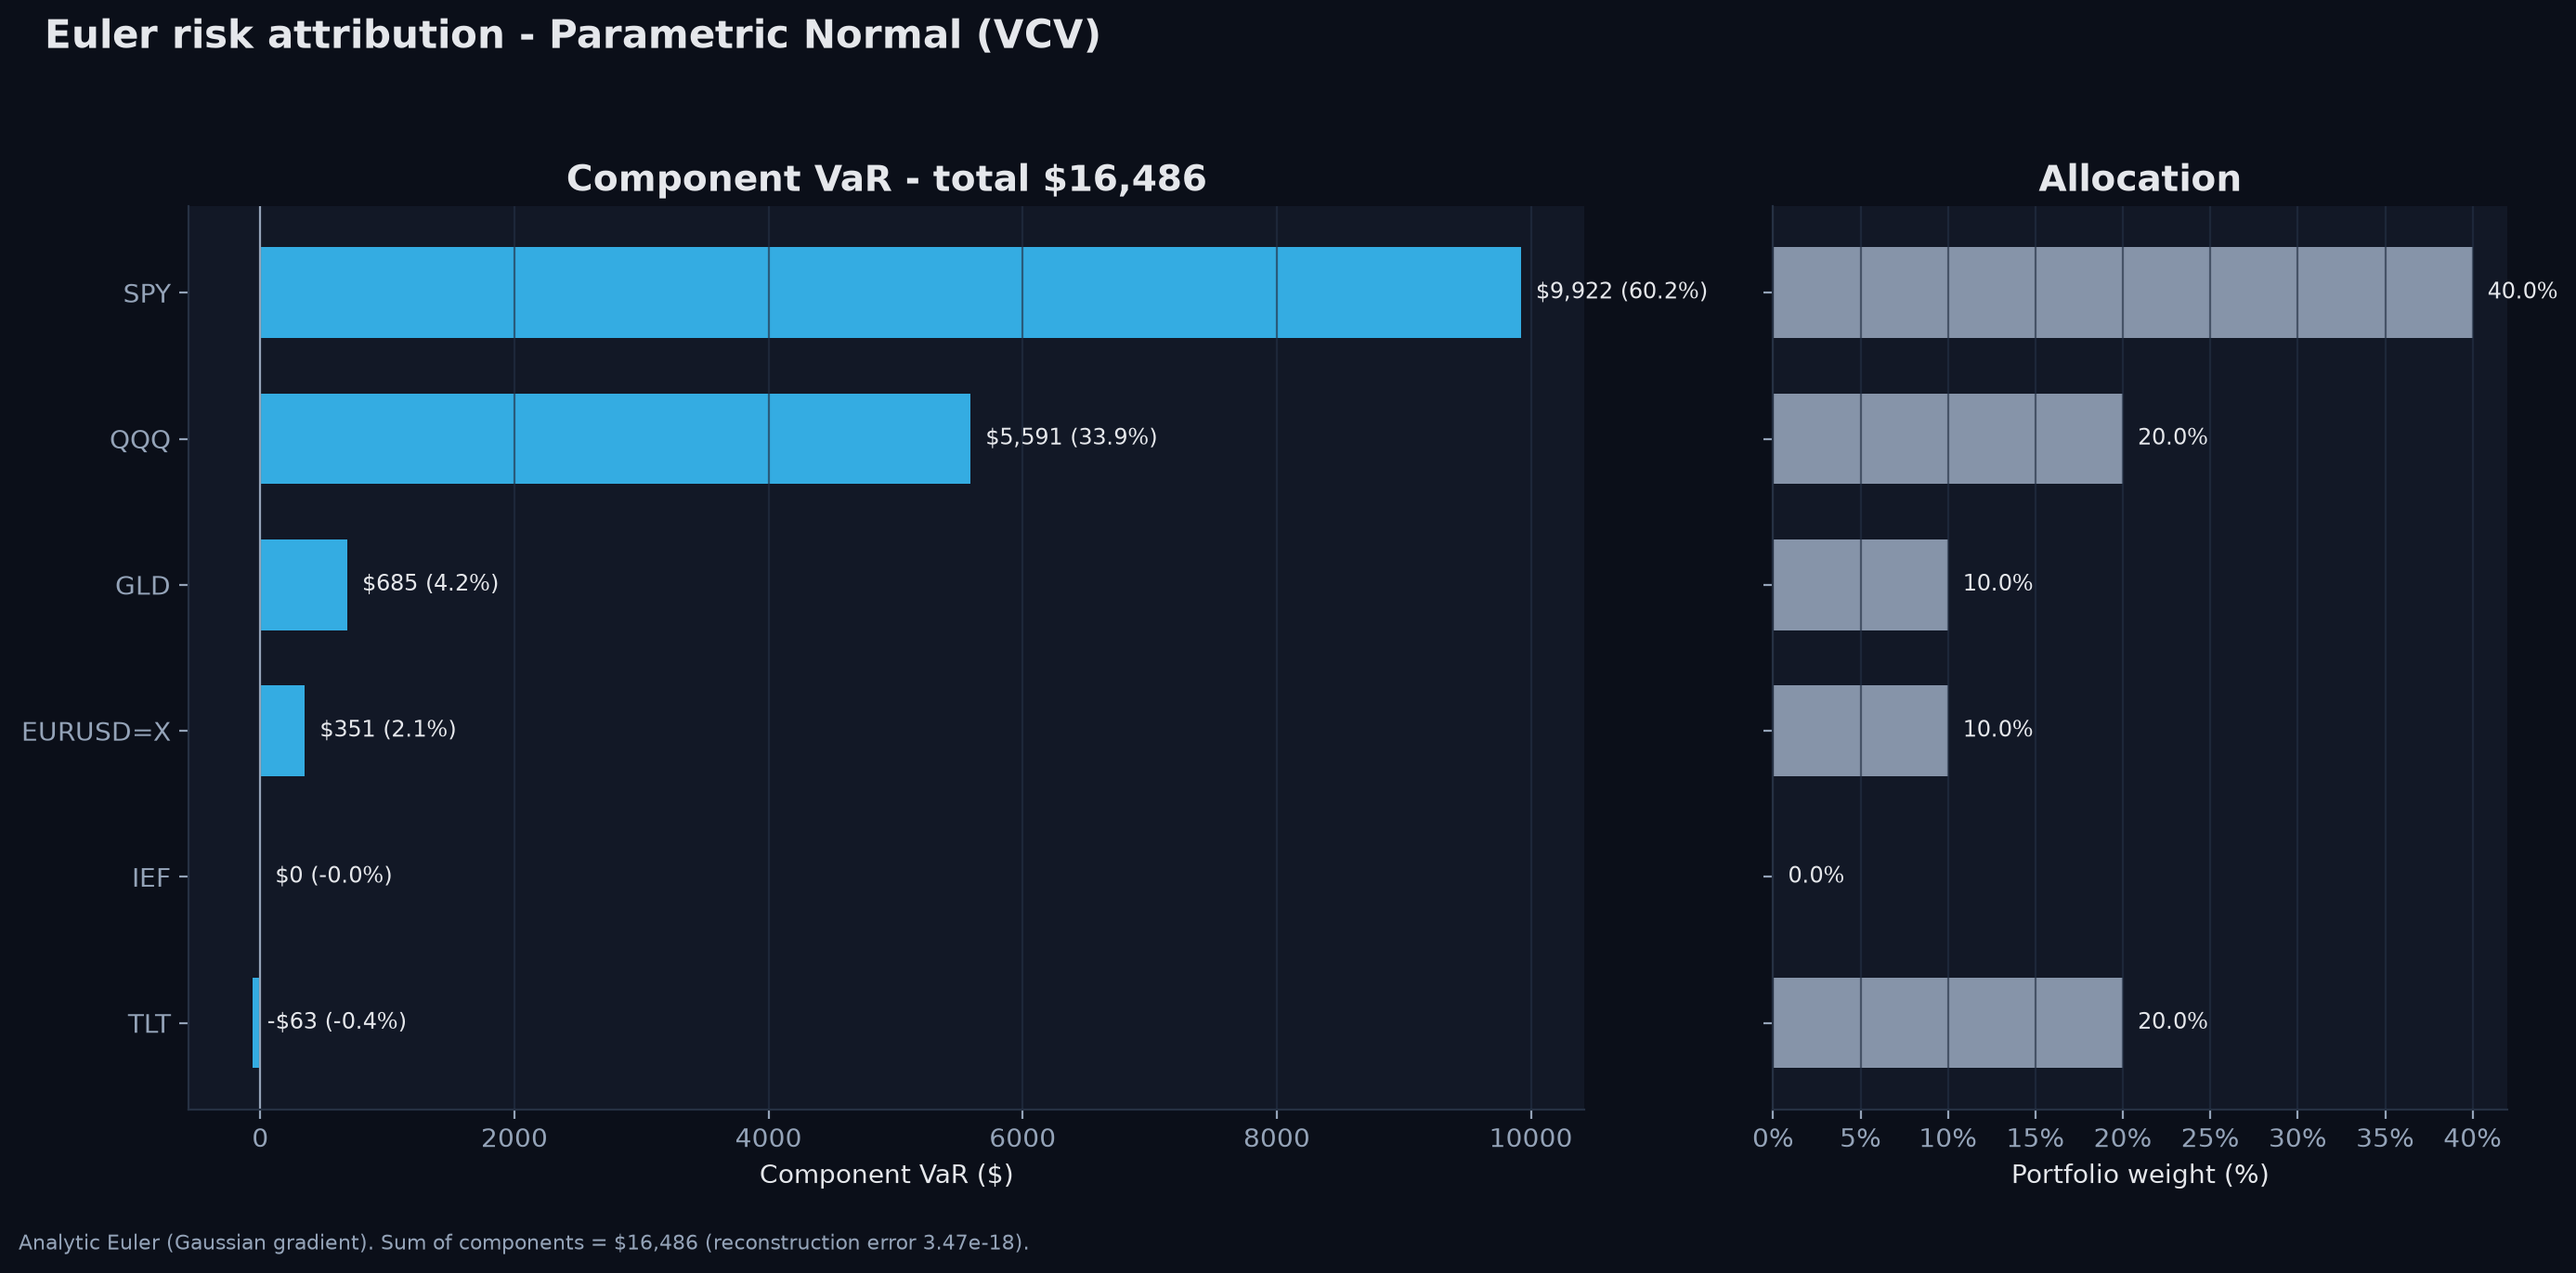 Euler risk attribution - Parametric Normal (VCV)
Component VaR - total $16,486
SPY
$9,922 (60.2%)
QQQ
$5,591 (33.9%)
GLD
$685 (4.2%)
EURUSD=X
$351 (2.1%)
IEF
$0 (-0.0%)
TLT
-$63 (-0.4%)
0 2000 4000 6000 8000 10000
Component VaR ($)
Allocation
40.0%
20.0%
10.0%
10.0%
0.0%
20.0%
0% 5% 10% 15% 20% 25% 30% 35% 40%
Portfolio weight (%)
Analytic Euler (Gaussian gradient). Sum of components = $16,486 (reconstruction error 3.47e-18).